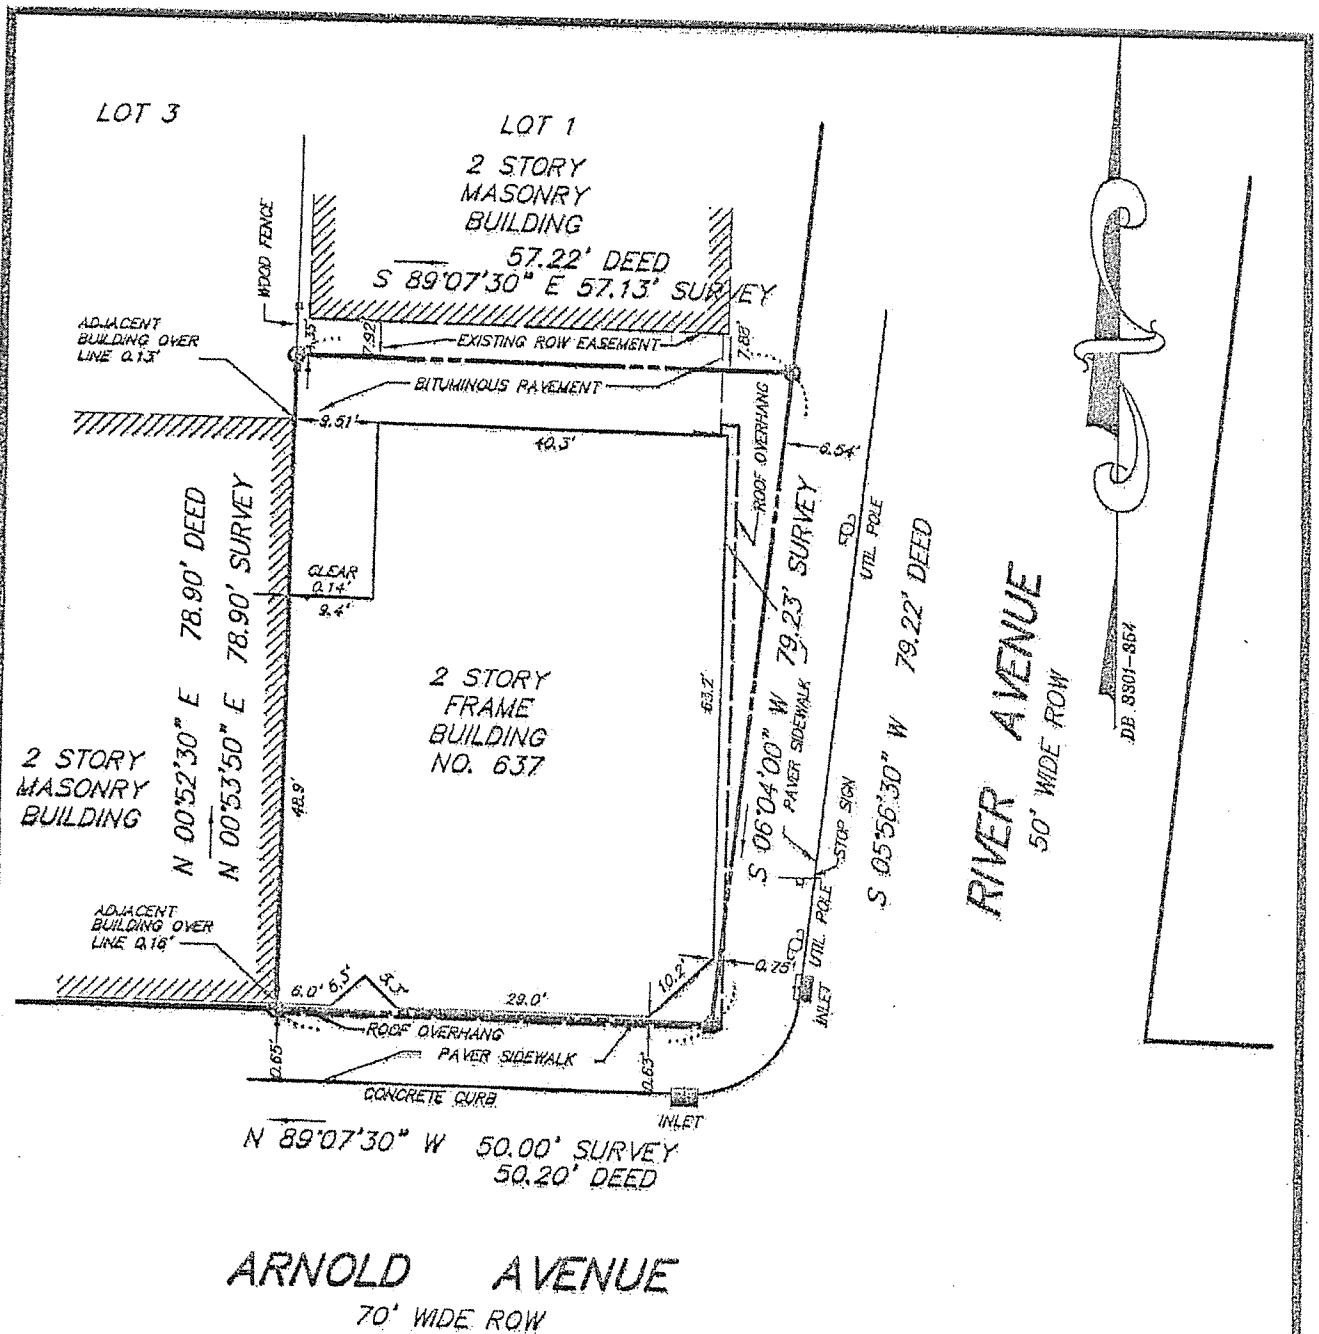 LOT 3
LOT 1
2 STORY
MASONRY
BUILDING
57.22' DEED
S 89°07'30" E 57.13' SURVEY
WOOD FENCE
ADJACENT
BUILDING OVER
LINE 0.13'
7.92'
EXISTING ROW EASEMENT
7.88'
BITUMINOUS PAVEMENT
9.51'
40.3'
ROOF OVERHANG
6.54'
UTIL POLE
N 00°52'30" E 78.90' DEED
N 00°53'50" E 78.90' SURVEY
CLEAR
0.14'
9.4'
2 STORY
FRAME
BUILDING
NO. 637
63.2'
48.9'
S 06°04'00" W 79.23' SURVEY
PAVER SIDEWALK
S 05°56'30" W 79.22' DEED
STOP SIGN
RIVER AVENUE
50' WIDE ROW
DB 8801-854
2 STORY
MASONRY
BUILDING
ADJACENT
BUILDING OVER
LINE 0.16'
6.0'
29.0'
10.2'
0.75'
UTIL POLE
INLET
ROOF OVERHANG
PAVER SIDEWALK
0.65'
0.63'
CONCRETE CURB
INLET
N 89°07'30" W 50.00' SURVEY
50.20' DEED
ARNOLD AVENUE
70' WIDE ROW